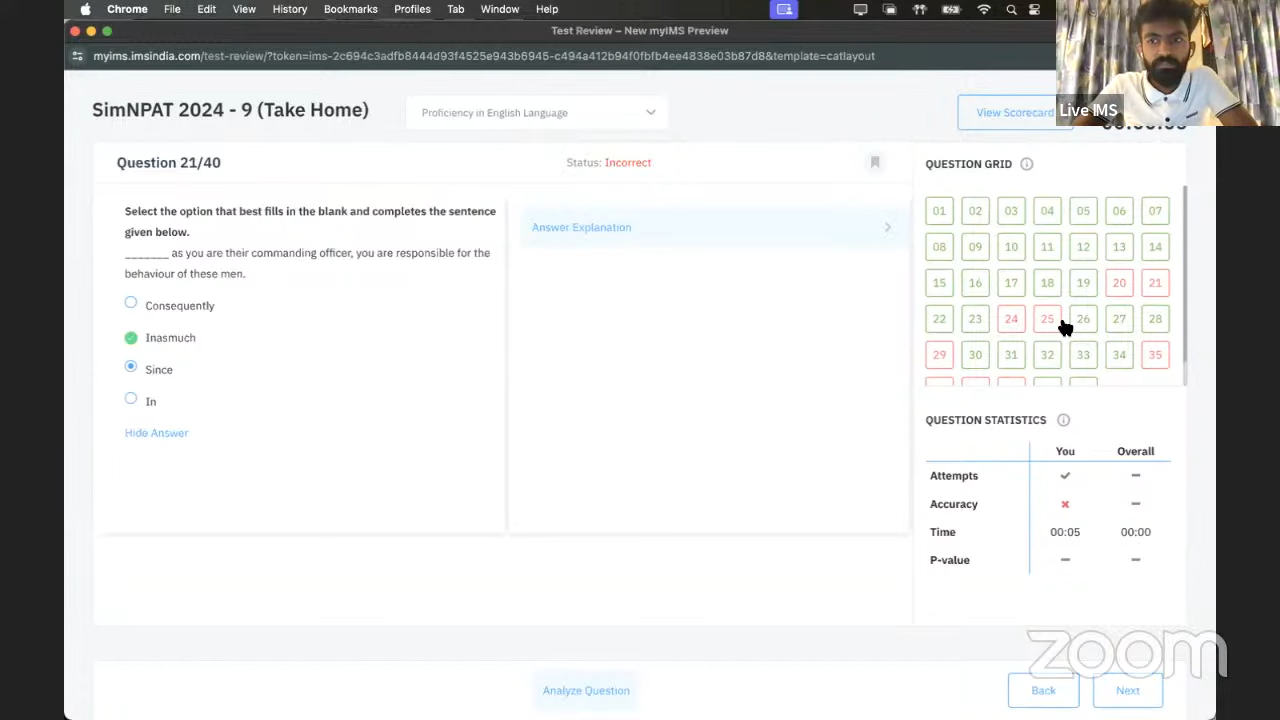 Chrome File Edit View History Bookmarks Profiles Tab Window Help
Test Review – New myIMS Preview
myims.imsindia.com/test-review/?token=ims-2c694c3adfb8444d93f4525e943b6945-c494a412b94f0fbfb4ee4838e03b87d8&template=catlayout
Live IMS
SimNPAT 2024 - 9 (Take Home)
Proficiency in English Language
View Scorecard
Question 21/40
Status: Incorrect
Select the option that best fills in the blank and completes the sentence
given below.
_______ as you are their commanding officer, you are responsible for the
behaviour of these men.
Consequently
Inasmuch
Since
In
Hide Answer
Answer Explanation
QUESTION GRID
01 02 03 04 05 06 07
08 09 10 11 12 13 14
15 16 17 18 19 20 21
22 23 24 25 26 27 28
29 30 31 32 33 34 35
QUESTION STATISTICS
You Overall
Attempts
Accuracy
Time 00:05 00:00
P-value
Analyze Question
Back
Next
zoom